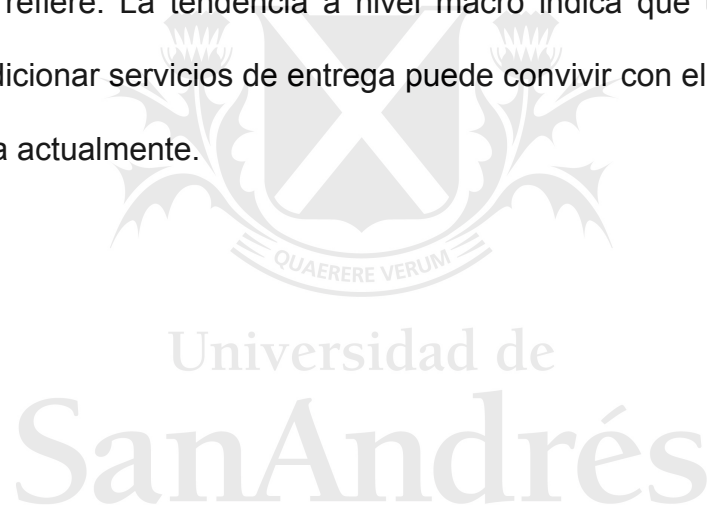 refiere. La tendencia a nivel macro indica que
dicionar servicios de entrega puede convivir con el
a actualmente.
QUAERERE VERUM
Universidad de
SanAndrés